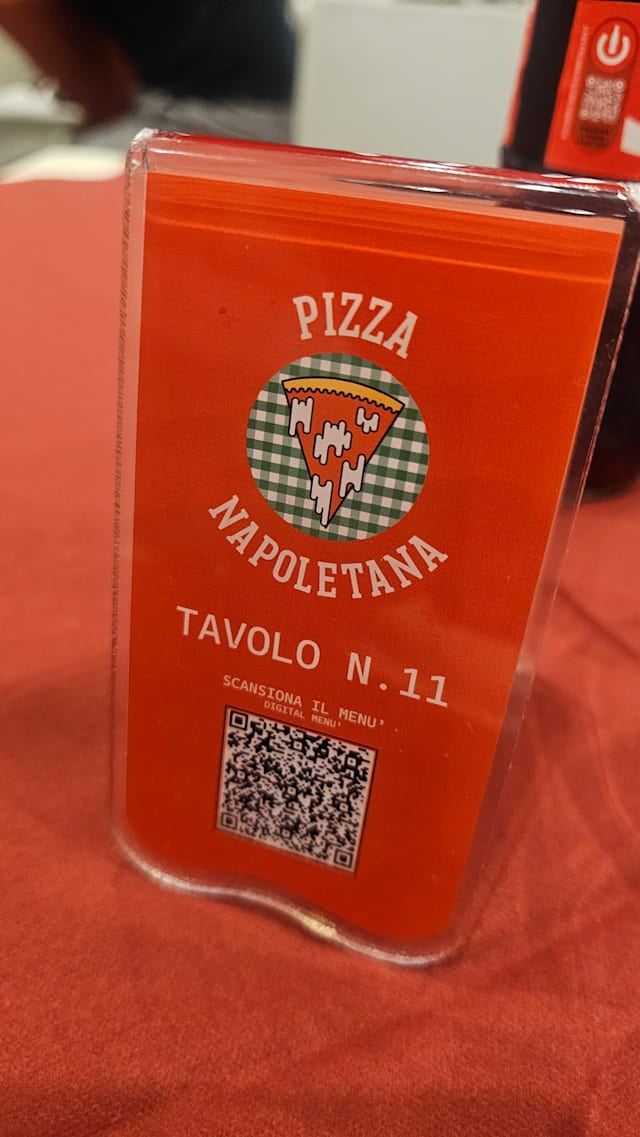 PIZZA
NAPOLETANA
TAVOLO N.11
SCANSIONA IL MENU'
DIGITAL MENU'